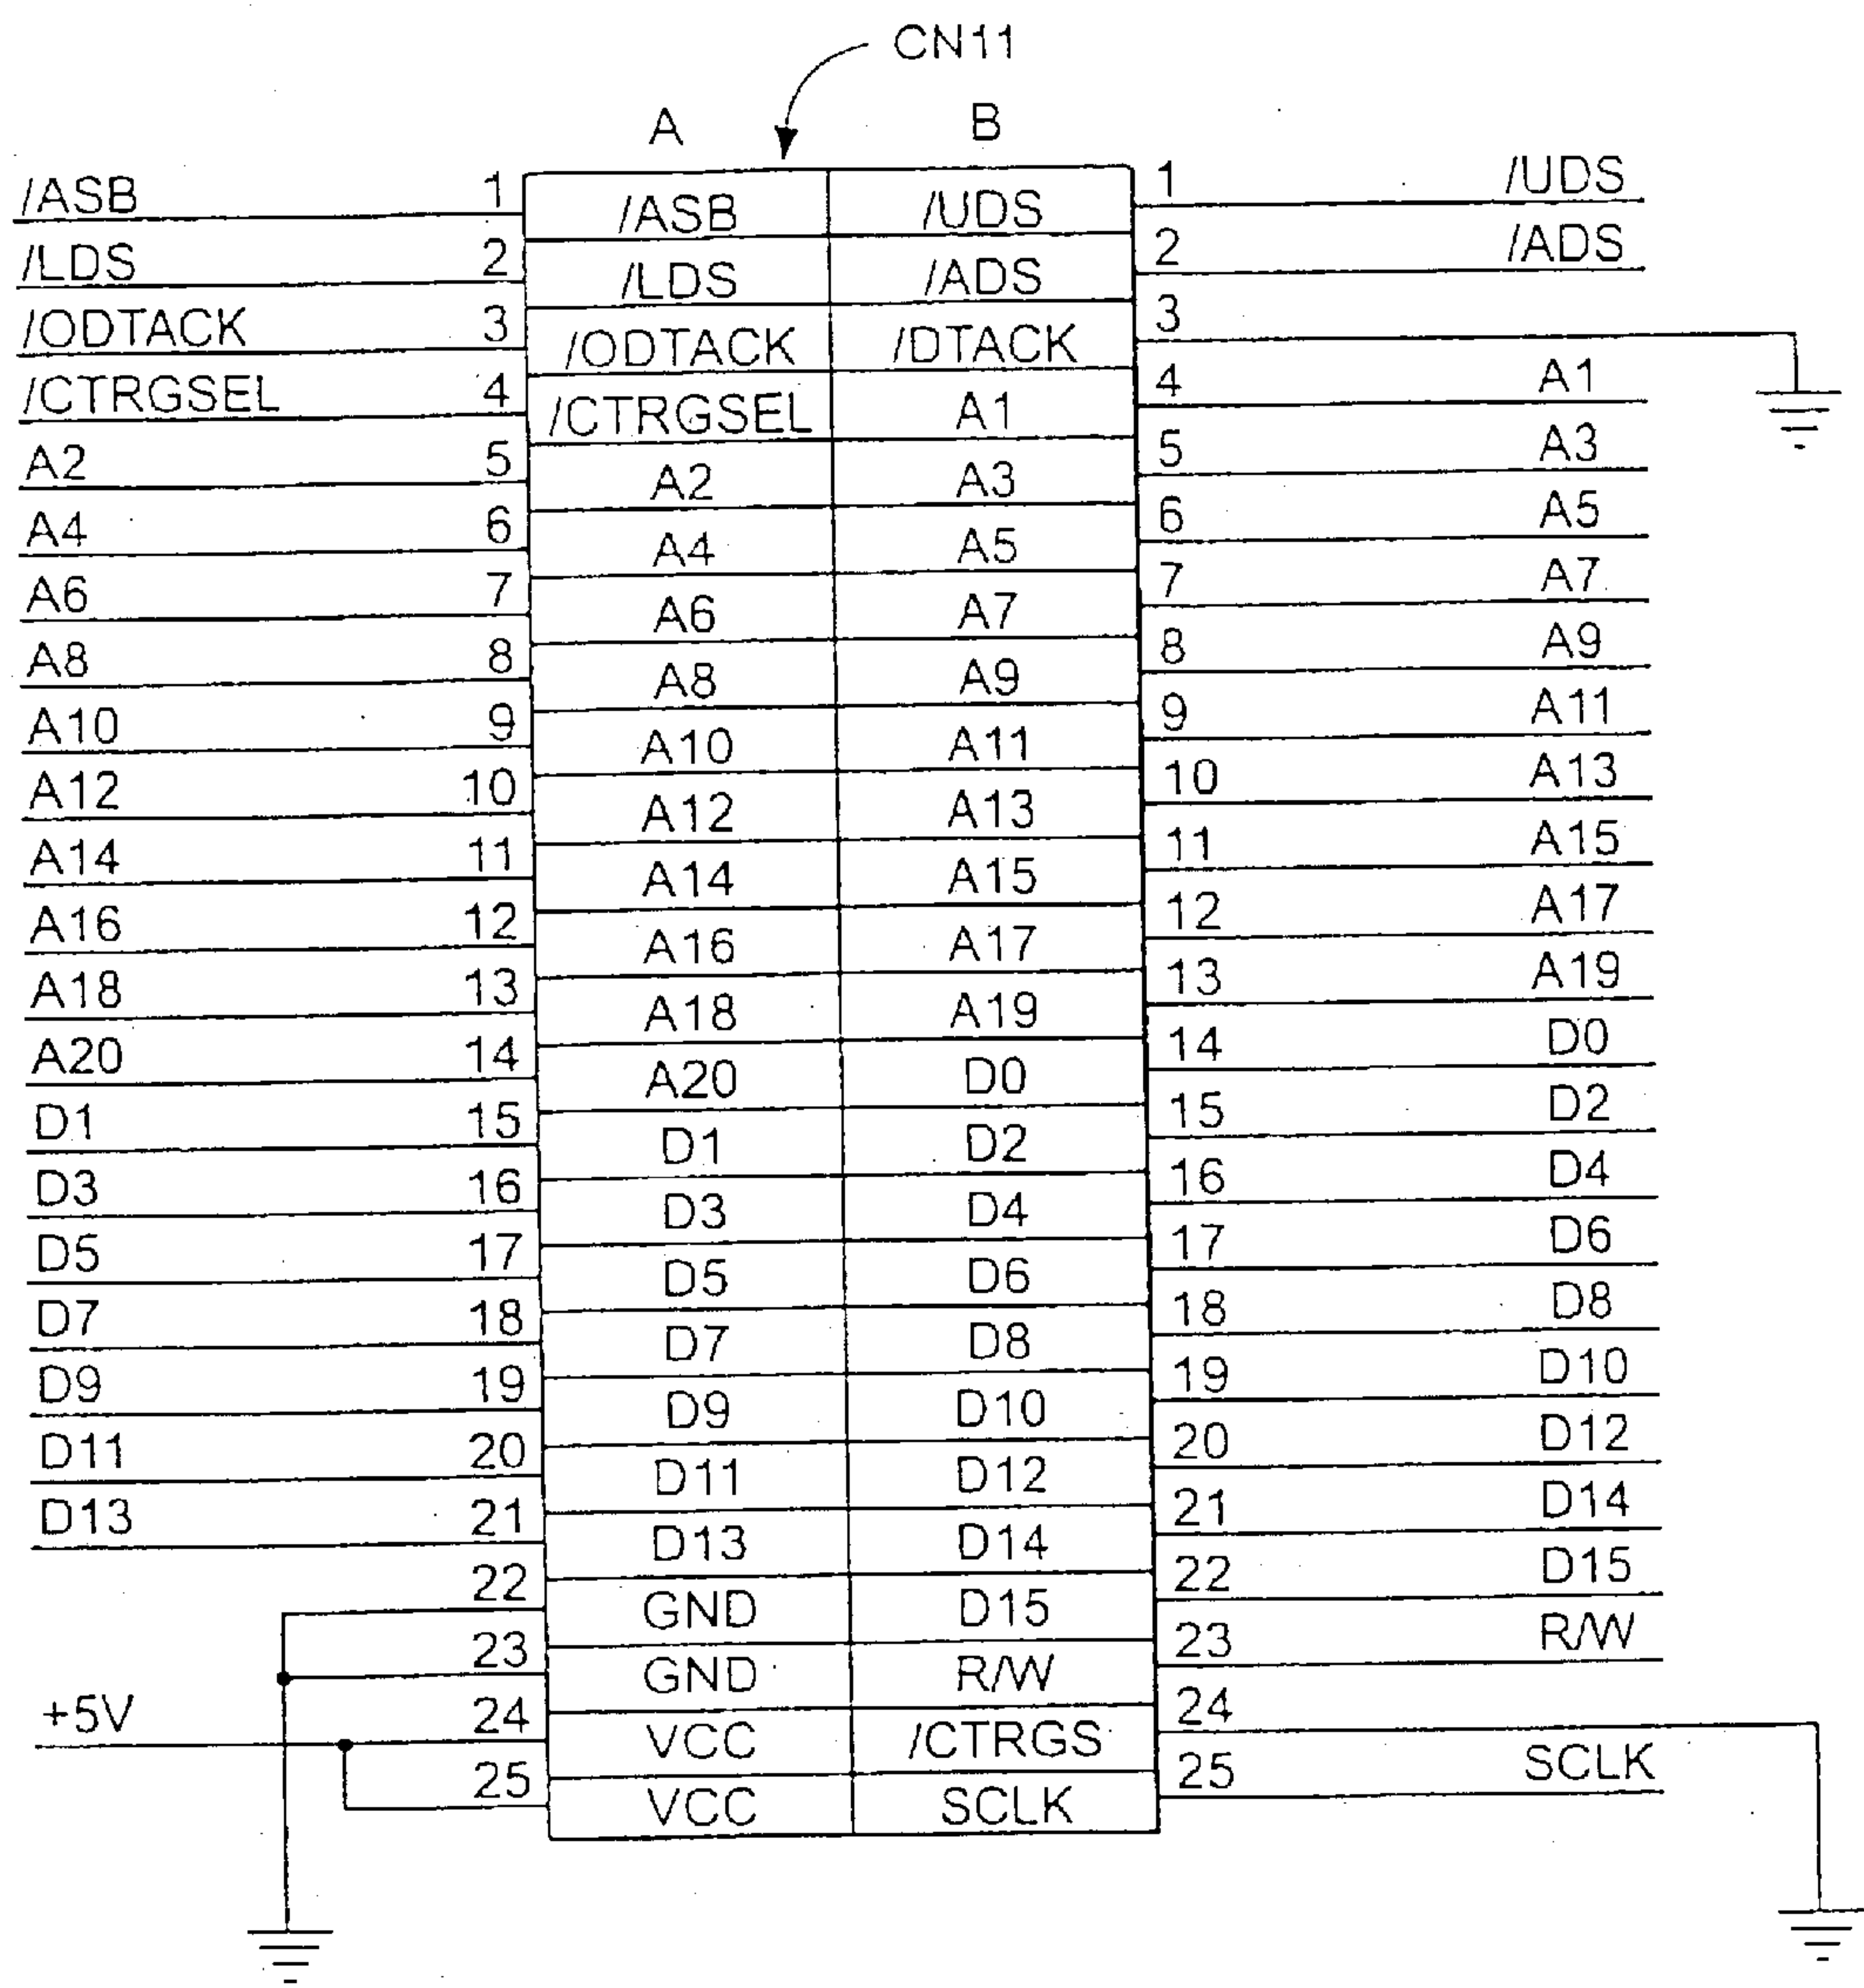 CN11
A B
/ASB 1 /ASB /UDS 1 /UDS
/LDS 2 /LDS /ADS 2 /ADS
/ODTACK 3 /ODTACK /DTACK 3
/CTRGSEL 4 /CTRGSEL A1 4 A1
A2 5 A2 A3 5 A3
A4 6 A4 A5 6 A5
A6 7 A6 A7 7 A7
A8 8 A8 A9 8 A9
A10 9 A10 A11 9 A11
A12 10 A12 A13 10 A13
A14 11 A14 A15 11 A15
A16 12 A16 A17 12 A17
A18 13 A18 A19 13 A19
A20 14 A20 D0 14 D0
D1 15 D1 D2 15 D2
D3 16 D3 D4 16 D4
D5 17 D5 D6 17 D6
D7 18 D7 D8 18 D8
D9 19 D9 D10 19 D10
D11 20 D11 D12 20 D12
D13 21 D13 D14 21 D14
22 GND D15 22 D15
23 GND R/W 23 R/W
+5V 24 VCC /CTRGS 24
25 VCC SCLK 25 SCLK